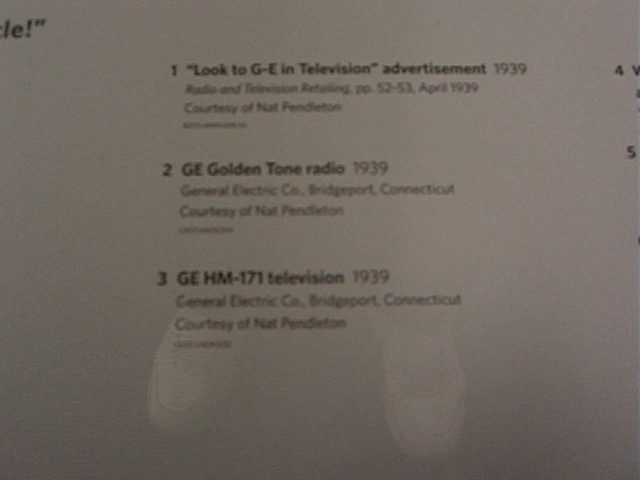 cle!"
1 "Look to G-E in Television" advertisement 1939
Radio and Television Retailing, pp. 52-53, April 1939
Courtesy of Nat Pendleton
2 GE Golden Tone radio 1939
General Electric Co., Bridgeport, Connecticut
Courtesy of Nat Pendleton
3 GE HM-171 television 1939
General Electric Co., Bridgeport, Connecticut
Courtesy of Nat Pendleton
4
5